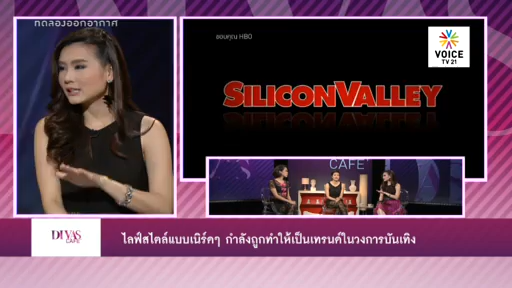 ทดลองออกอากาศ
ขอบคุณ HBO
VOICE
TV 21
SILICON VALLEY
CAFE
DIVAS
CAFE
ไลฟ์สไตล์แบบเนิร์ดๆ กำลังถูกทำให้เป็นเทรนด์ในวงการบันเทิง